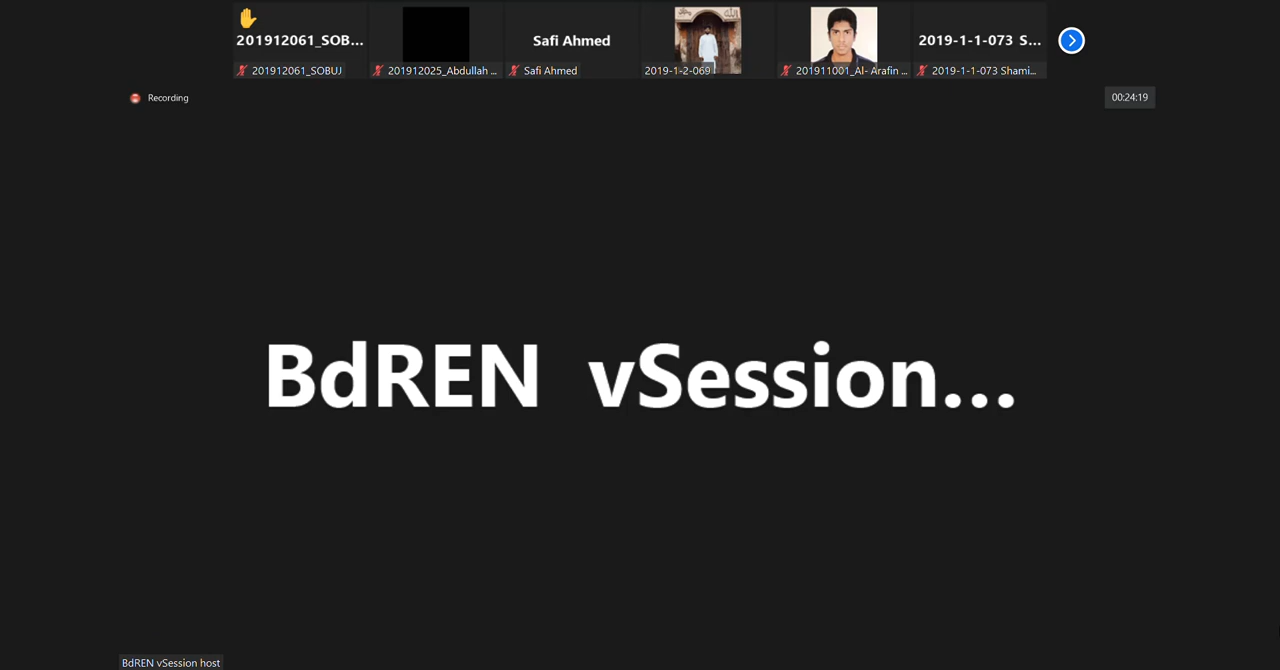 201912061_SOB...
Safi Ahmed
2019-1-1-073 S...
201912061_SOBUJ
201912025_Abdullah ...
Safi Ahmed
2019-1-2-069
201911001_Al- Arafin ...
2019-1-1-073 Shami...
Recording
00:24:19
BdREN vSession...
BdREN vSession host